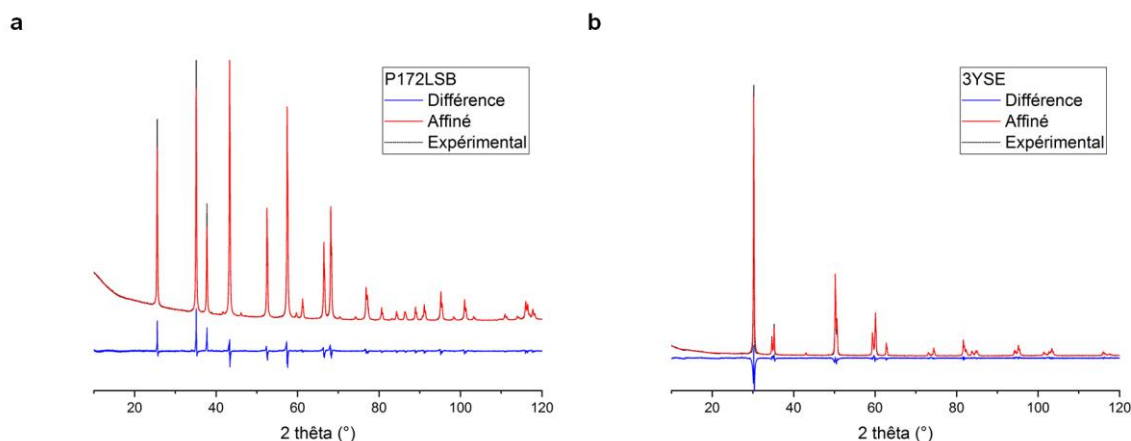 a
P172LSB
Différence
Affiné
Expérimental
20 40 60 80 100 120
2 thêta (°)
b
3YSE
Différence
Affiné
Expérimental
20 40 60 80 100 120
2 thêta (°)